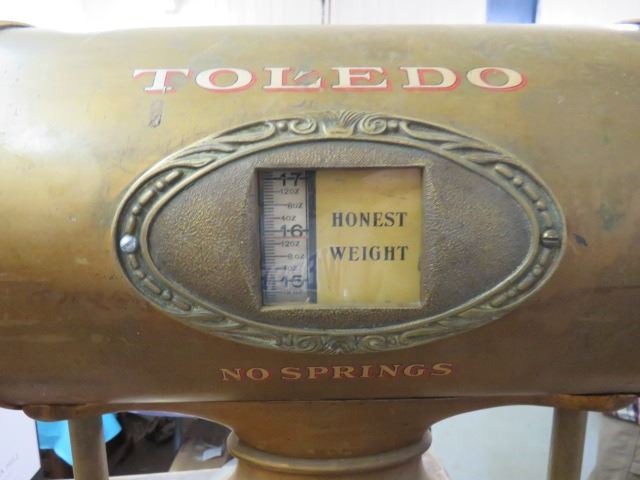 TOLEDO
17
12OZ
8OZ
4OZ
16
12OZ
8OZ
4OZ
15
HONEST
WEIGHT
NO SPRINGS